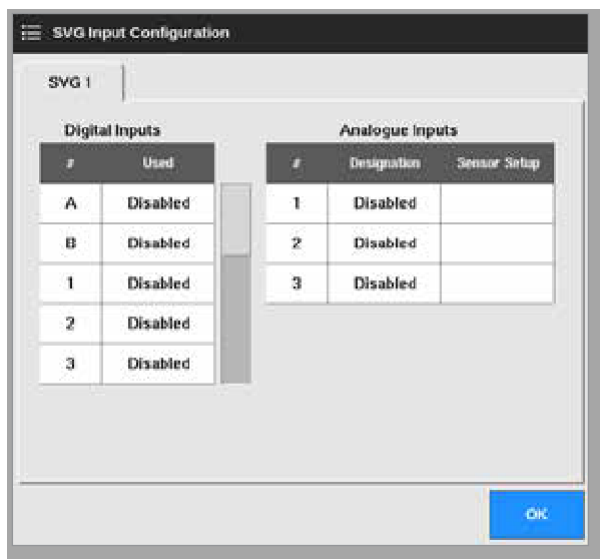 SVG Input Configuration
SVG 1
Digital Inputs
# Used
A Disabled
B Disabled
1 Disabled
2 Disabled
3 Disabled
Analogue Inputs
# Designation Sensor Setup
1 Disabled
2 Disabled
3 Disabled
OK